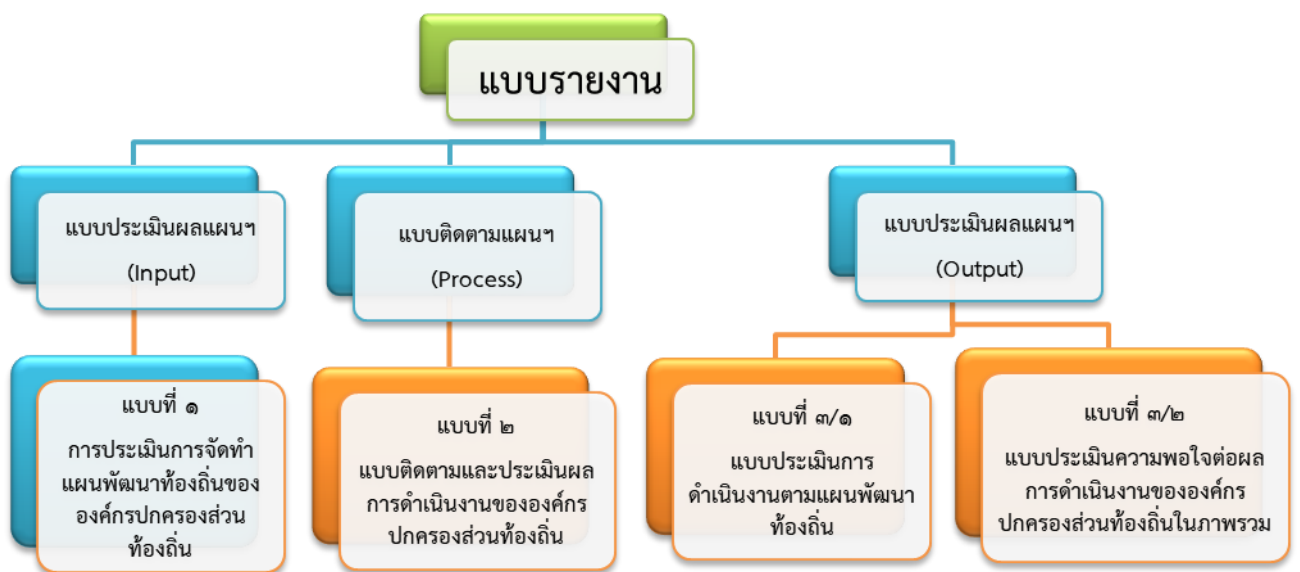 แบบรายงาน
แบบประเมินผลแผนฯ
(Input)
แบบติดตามแผนฯ
(Process)
แบบประเมินผลแผนฯ
(Output)
แบบที่ ๑
การประเมินการจัดทำ
แผนพัฒนาท้องถิ่นของ
องค์กรปกครองส่วน
ท้องถิ่น
แบบที่ ๒
แบบติดตามและประเมินผล
การดำเนินงานขององค์กร
ปกครองส่วนท้องถิ่น
แบบที่ ๓/๑
แบบประเมินการ
ดำเนินงานตามแผนพัฒนา
ท้องถิ่น
แบบที่ ๓/๒
แบบประเมินความพอใจต่อผล
การดำเนินงานขององค์กร
ปกครองส่วนท้องถิ่นในภาพรวม